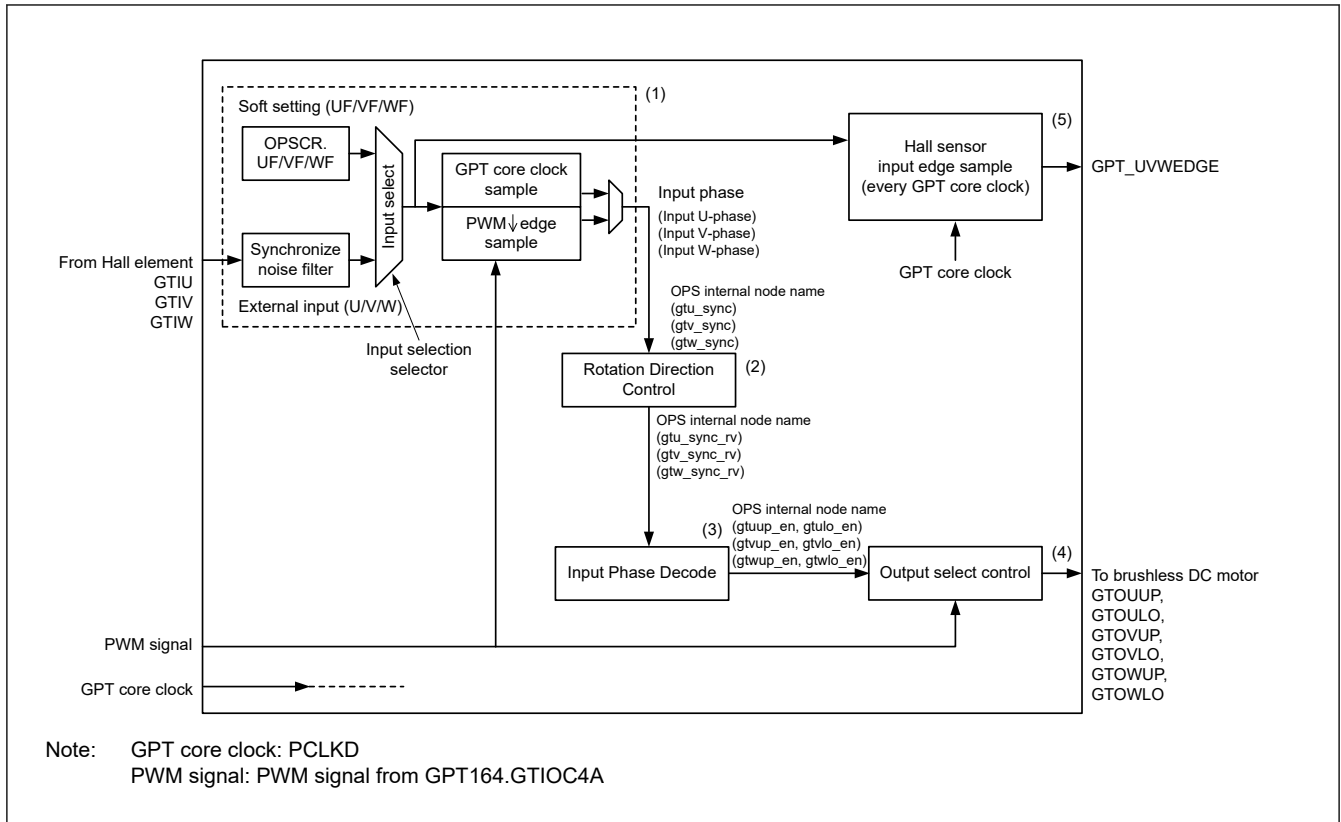 Soft setting (UF/VF/WF)
(1)
OPSCR.
UF/VF/WF
Input select
GPT core clock
sample
PWM↓edge
sample
Synchronize
noise filter
External input (U/V/W)
From Hall element
GTIU
GTIV
GTIW
Input selection
selector
Input phase
(Input U-phase)
(Input V-phase)
(Input W-phase)
(5)
Hall sensor
input edge sample
(every GPT core clock)
GPT_UVWEDGE
GPT core clock
OPS internal node name
(gtu_sync)
(gtv_sync)
(gtw_sync)
Rotation Direction
Control
(2)
OPS internal node name
(gtu_sync_rv)
(gtv_sync_rv)
(gtw_sync_rv)
OPS internal node name
(gtuup_en, gtulo_en)
(gtvup_en, gtvlo_en)
(gtwup_en, gtwlo_en)
(3)
Input Phase Decode
Output select control
(4)
To brushless DC motor
GTOUUP,
GTOULO,
GTOVUP,
GTOVLO,
GTOWUP,
GTOWLO
PWM signal
GPT core clock
Note: GPT core clock: PCLKD
PWM signal: PWM signal from GPT164.GTIOC4A